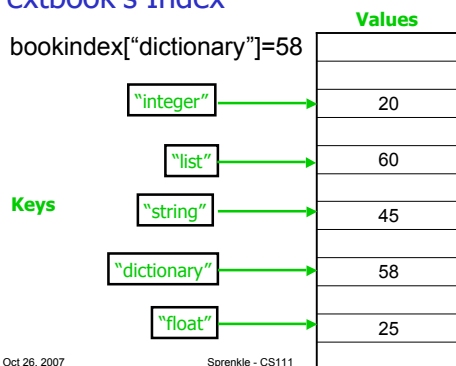 extbook's Index
Values
bookindex[“dictionary”]=58
“integer”
20
“list”
60
Keys
“string”
45
“dictionary”
58
“float”
25
Oct 26, 2007
Sprenkle - CS111